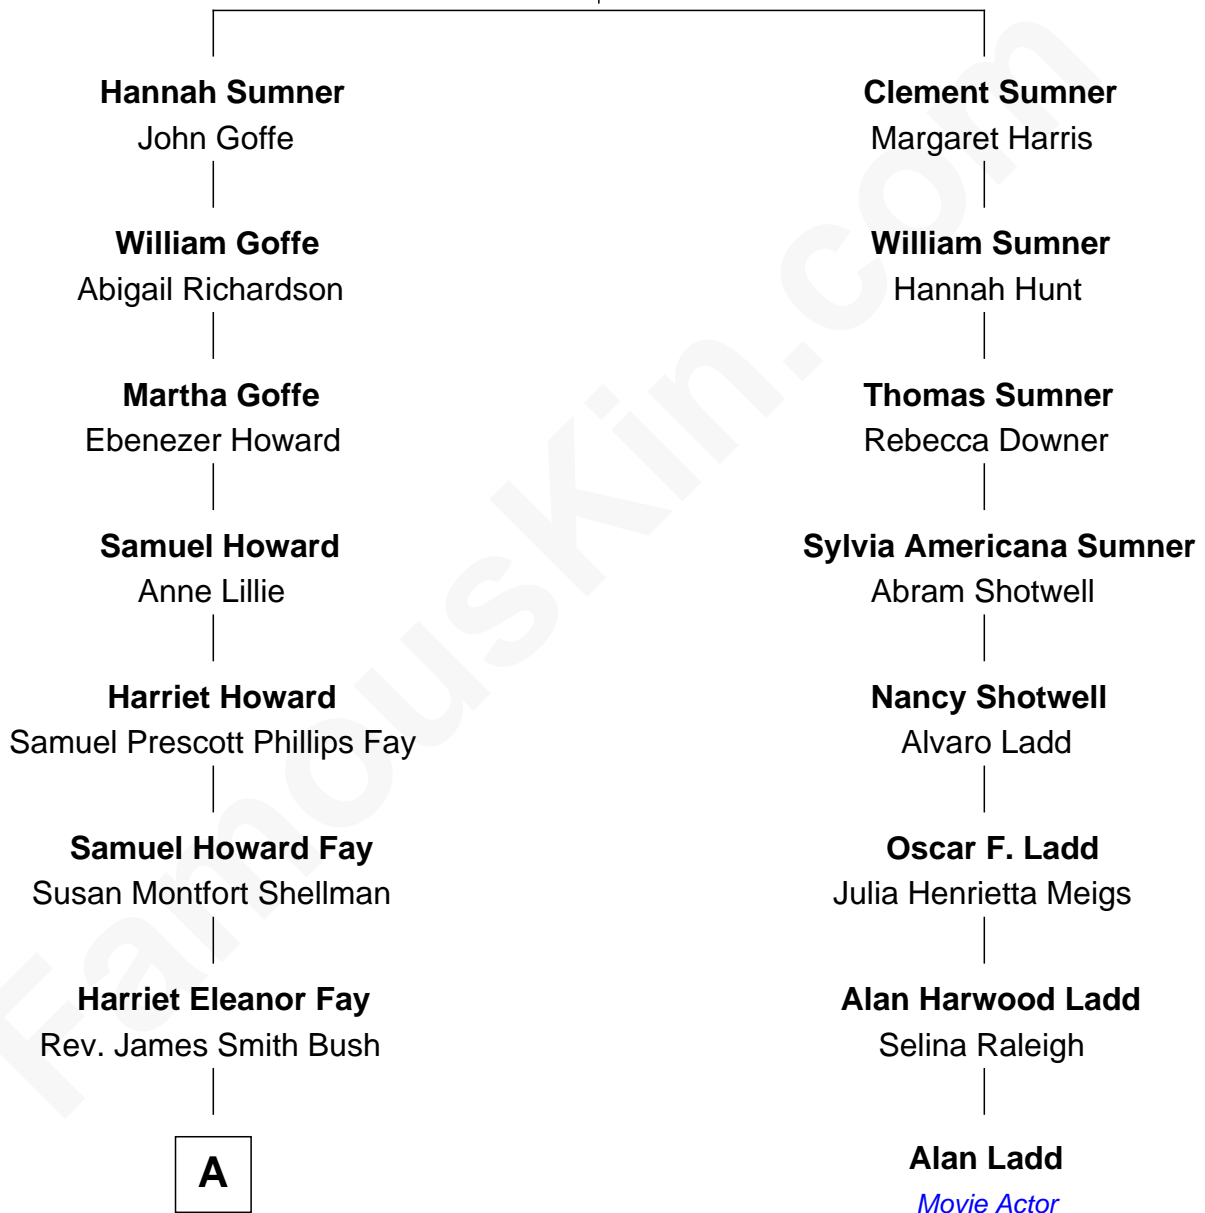 Hannah Sumner
John Goffe
William Goffe
Abigail Richardson
Martha Goffe
Ebenezer Howard
Samuel Howard
Anne Lillie
Harriet Howard
Samuel Prescott Phillips Fay
Samuel Howard Fay
Susan Montfort Shellman
Harriet Eleanor Fay
Rev. James Smith Bush
A
Clement Sumner
Margaret Harris
William Sumner
Hannah Hunt
Thomas Sumner
Rebecca Downer
Sylvia Americana Sumner
Abram Shotwell
Nancy Shotwell
Alvaro Ladd
Oscar F. Ladd
Julia Henrietta Meigs
Alan Harwood Ladd
Selina Raleigh
Alan Ladd
Movie Actor
FamousKin.com